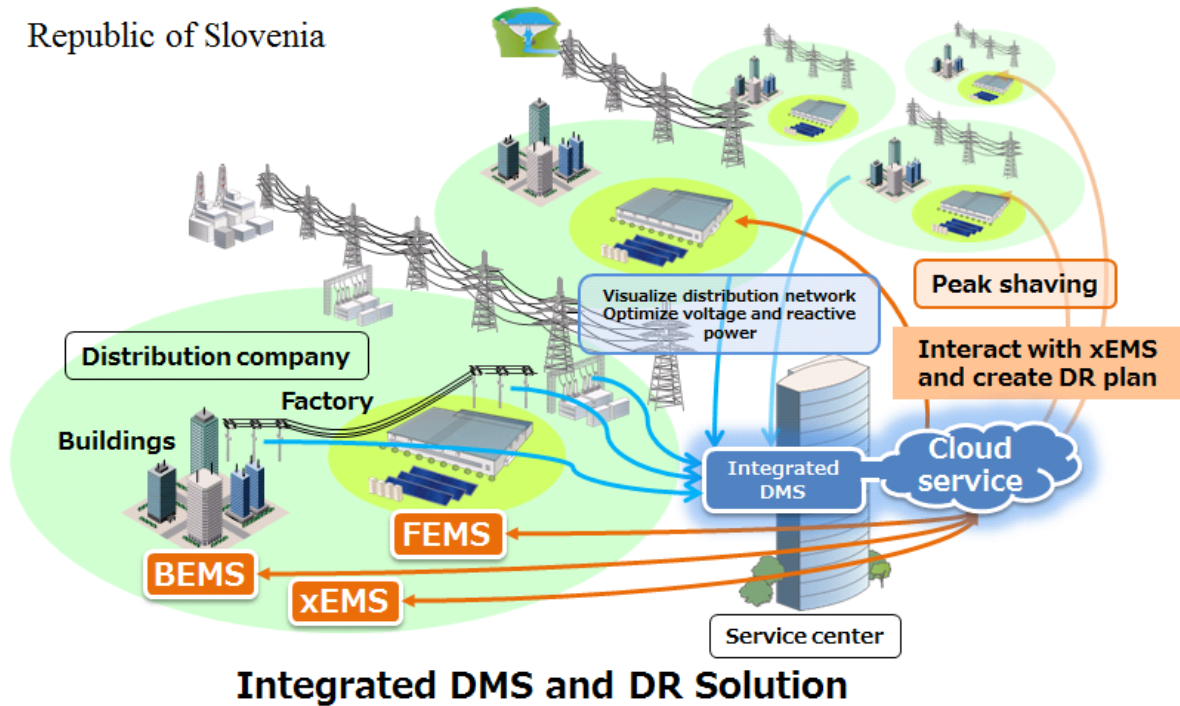 Republic of Slovenia
Visualize distribution network
Optimize voltage and reactive
power
Peak shaving
Interact with xEMS
and create DR plan
Distribution company
Factory
Buildings
Integrated
DMS
Cloud
service
FEMS
BEMS
xEMS
Service center
Integrated DMS and DR Solution